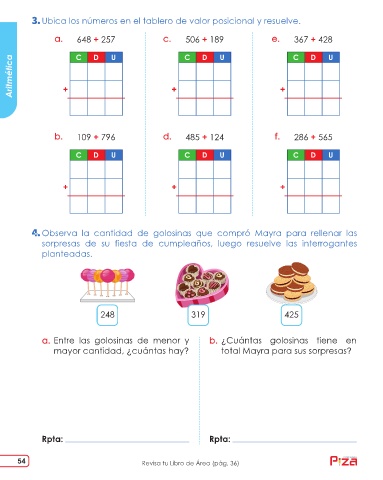 3. Ubica los números en el tablero de valor posicional y resuelve.
a. 648 + 257
c. 506 + 189
e. 367 + 428
C D U
C D U
C D U
+
+
+
b. 109 + 796
d. 485 + 124
f. 286 + 565
C D U
C D U
C D U
+
+
+
Aritmética
4. Observa la cantidad de golosinas que compró Mayra para rellenar las
sorpresas de su fiesta de cumpleaños, luego resuelve las interrogantes
planteadas.
248
319
425
a. Entre las golosinas de menor y
mayor cantidad, ¿cuántas hay?
b. ¿Cuántas golosinas tiene en
total Mayra para sus sorpresas?
Rpta:
Rpta:
54
Revisa tu Libro de Área (pág. 36)